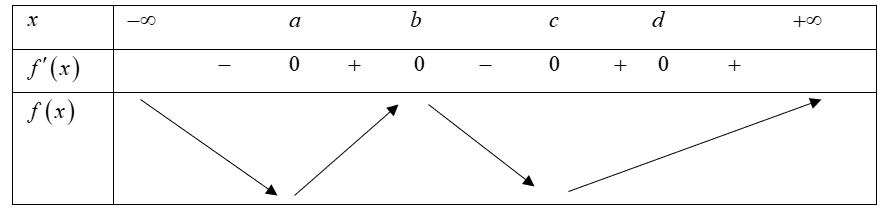 x −∞ a b c d +∞
f′(x) − 0 + 0 − 0 + 0 +
f(x)